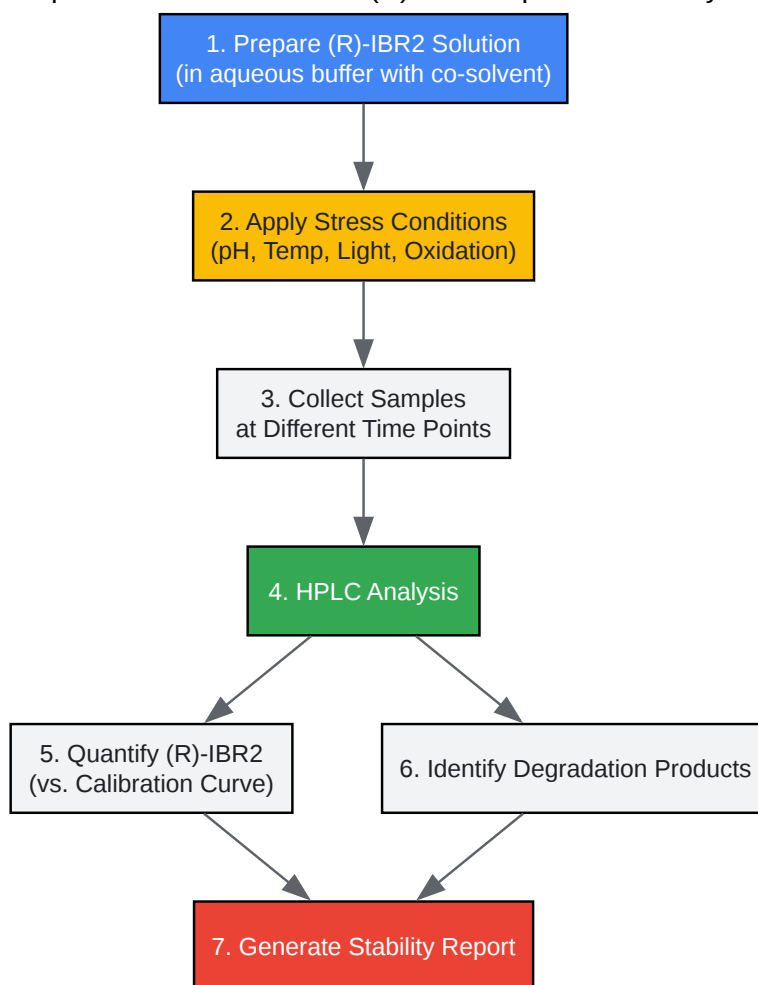 (R)
1. Prepare (R)-IBR2 Solution
(in aqueous buffer with co-solvent)
2. Apply Stress Conditions
(pH, Temp, Light, Oxidation)
3. Collect Samples
at Different Time Points
4. HPLC Analysis
5. Quantify (R)-IBR2
(vs. Calibration Curve)
6. Identify Degradation Products
7. Generate Stability Report